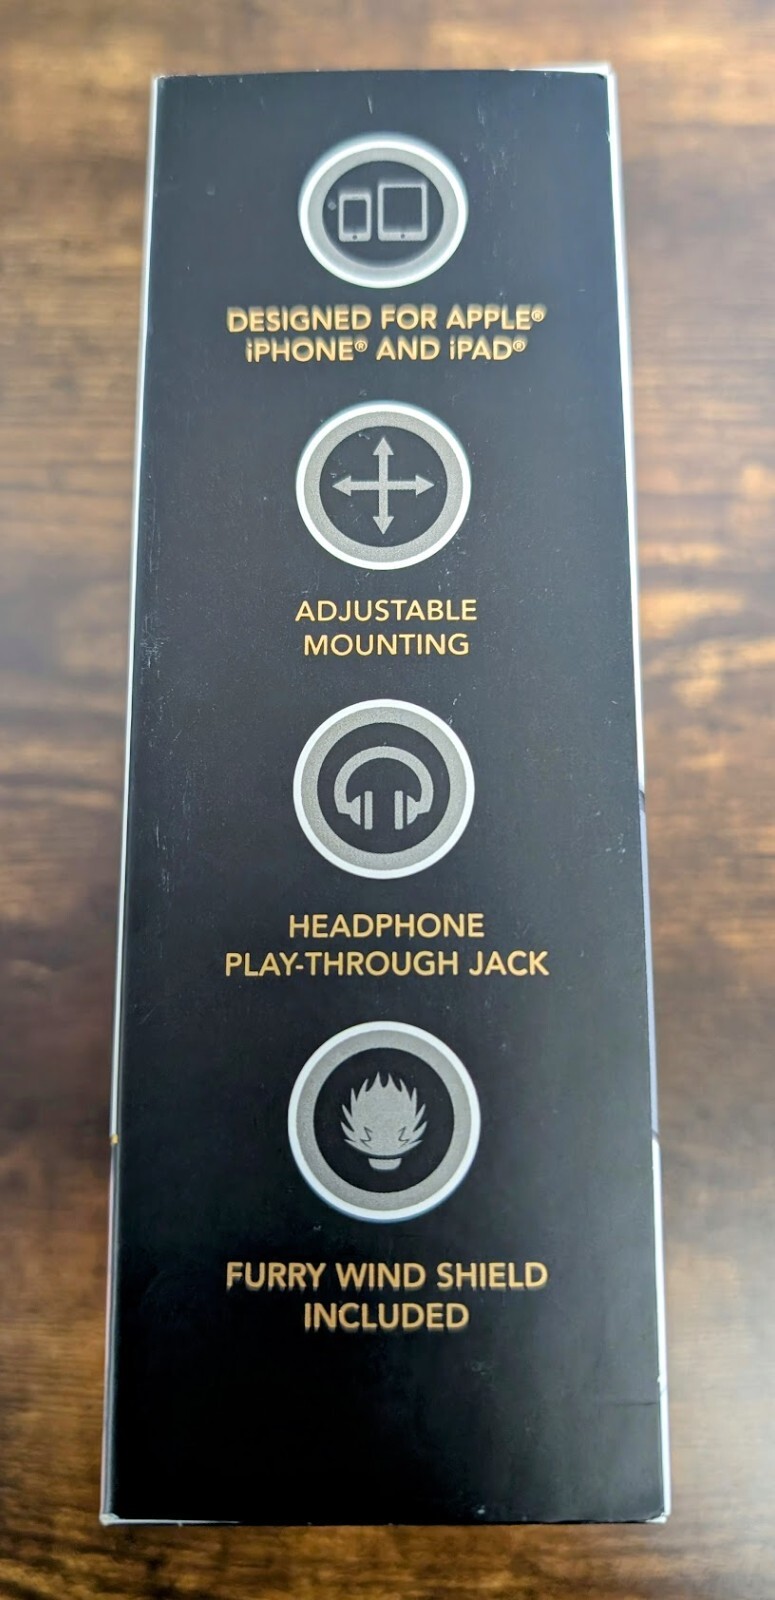 DESIGNED FOR APPLE®
iPHONE® AND iPAD®
ADJUSTABLE
MOUNTING
HEADPHONE
PLAY-THROUGH JACK
FURRY WIND SHIELD
INCLUDED